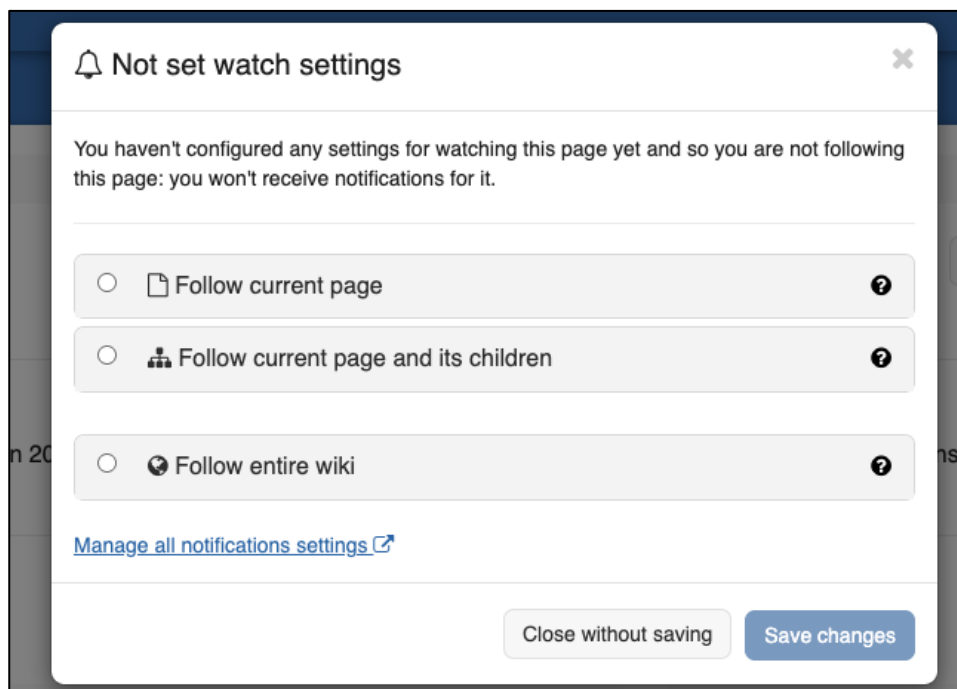 Not set watch settings
You haven't configured any settings for watching this page yet and so you are not following
this page: you won't receive notifications for it.
Follow current page
Follow current page and its children
n 20
Follow entire wiki
Manage all notifications settings
Close without saving
Save changes